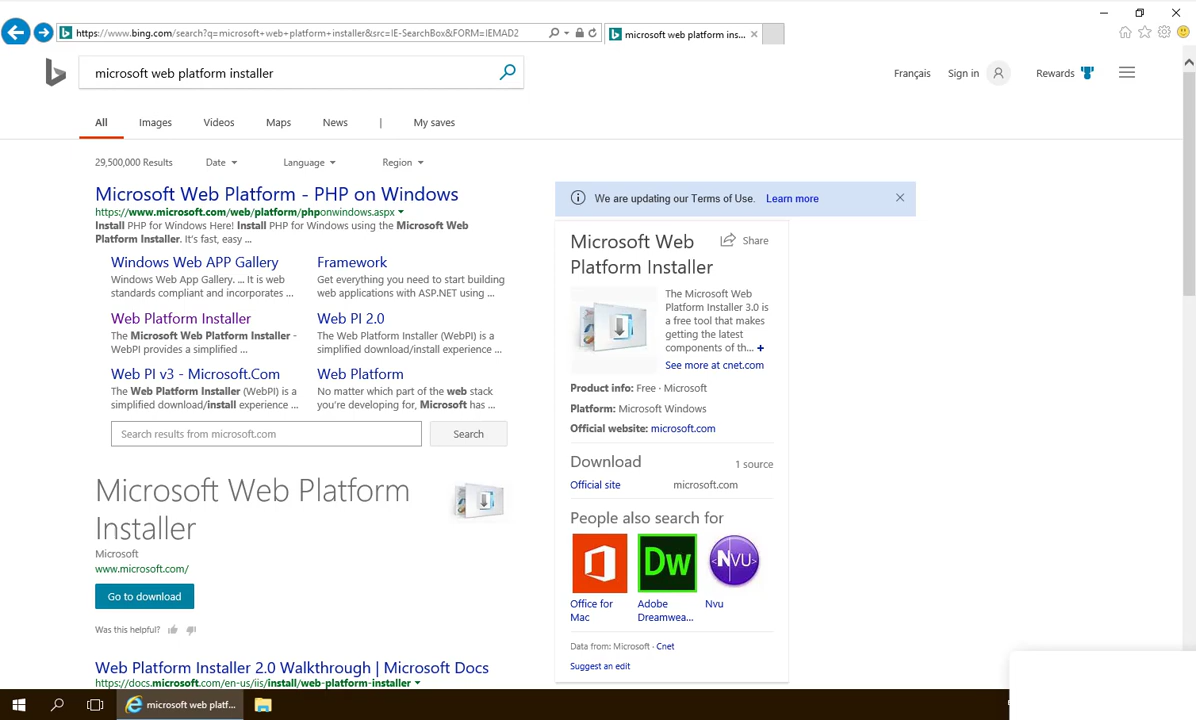 https://www.bing.com/search?q=microsoft+web+platform+installer&src=IE-SearchBox&FORM=IEMAD2
microsoft web platform ins...
microsoft web platform installer
Français
Sign in
Rewards
All
Images
Videos
Maps
News
|
My saves
29,500,000 Results
Date
Language
Region
Microsoft Web Platform - PHP on Windows
https://www.microsoft.com/web/platform/phponwindows.aspx
Install PHP for Windows Here! Install PHP for Windows using the Microsoft Web
Platform Installer. It's fast, easy ...
Windows Web APP Gallery
Windows Web App Gallery. ... It is web
standards compliant and incorporates ...
Framework
Get everything you need to start building
web applications with ASP.NET using ...
Web Platform Installer
The Microsoft Web Platform Installer -
WebPI provides a simplified ...
Web PI 2.0
The Web Platform Installer (WebPI) is a
simplified download/install experience ...
Web PI v3 - Microsoft.Com
The Web Platform Installer (WebPI) is a
simplified download/install experience ...
Web Platform
No matter which part of the web stack
you're developing for, Microsoft has ...
Search results from microsoft.com
Search
Microsoft Web Platform
Installer
Microsoft
www.microsoft.com/
Go to download
Was this helpful?
Web Platform Installer 2.0 Walkthrough | Microsoft Docs
https://docs.microsoft.com/en-us/iis/install/web-platform-installer
We are updating our Terms of Use. Learn more
Microsoft Web
Platform Installer
Share
The Microsoft Web
Platform Installer 3.0 is
a free tool that makes
getting the latest
components of th... +
See more at cnet.com
Product info: Free · Microsoft
Platform: Microsoft Windows
Official website: microsoft.com
Download
1 source
Official site
microsoft.com
People also search for
Dw
NVU
Office for
Mac
Adobe
Dreamwea...
Nvu
Data from: Microsoft · Cnet
Suggest an edit
microsoft web platf...